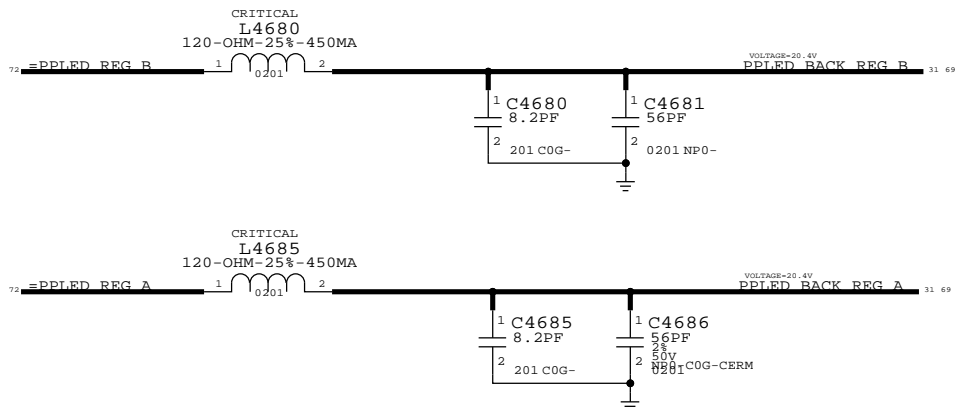 CRITICAL
L4680
120-OHM-25%-450MA
72 =PPLED_REG_B 1 2 VOLTAGE=20.4V PPLED_BACK_REG_B 31 69
0201
1 C4680 1 C4681
8.2PF 56PF
2 2
201 C0G- 0201 NP0-
CRITICAL
L4685
120-OHM-25%-450MA
72 =PPLED_REG_A 1 2 VOLTAGE=20.4V PPLED_BACK_REG_A 31 69
0201
1 C4685 1 C4686
8.2PF 56PF
2%
50V
2 2 NP0-C0G-CERM
201 C0G- 0201